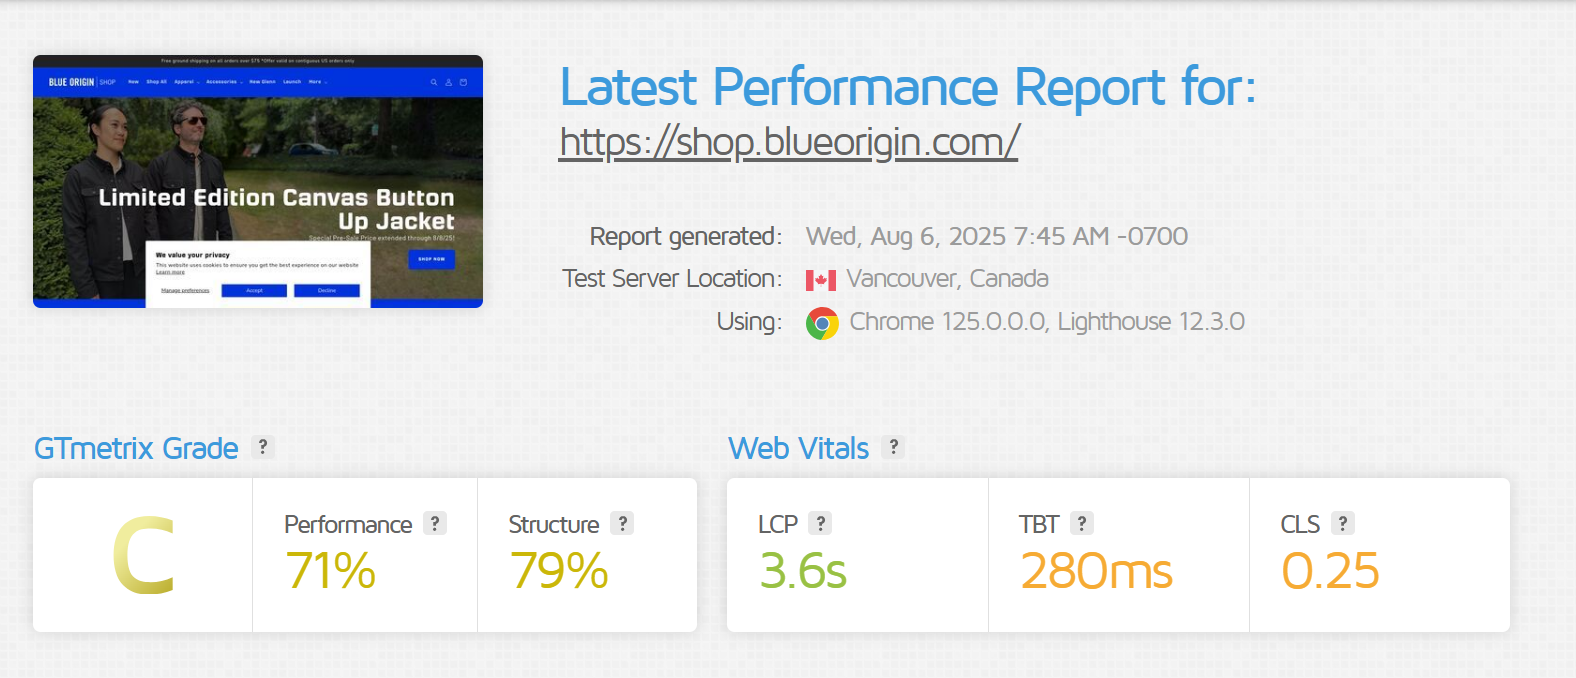 Free ground shipping on all orders over $75 *Offer valid on contiguous US orders only
BLUE ORIGIN | SHOP New Shop All Apparel Accessories New Glenn Launch More
Limited Edition Canvas Button
Up Jacket
Special Pre-Sale Price extended through 8/8/25!
SHOP NOW
We value your privacy
This website uses cookies to ensure you get the best experience on our website
Learn more
Manage preferences Accept Decline
Latest Performance Report for:
https://shop.blueorigin.com/
Report generated: Wed, Aug 6, 2025 7:45 AM -0700
Test Server Location: Vancouver, Canada
Using: Chrome 125.0.0.0, Lighthouse 12.3.0
GTmetrix Grade ?
C
Performance ?
71%
Structure ?
79%
Web Vitals ?
LCP ?
3.6s
TBT ?
280ms
CLS ?
0.25